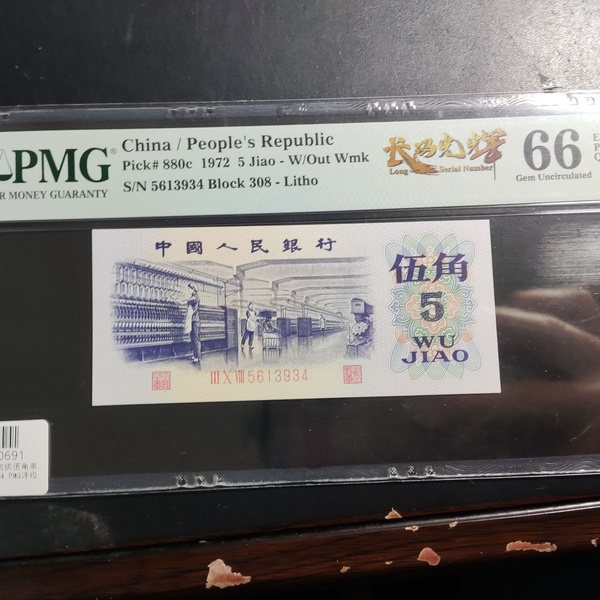 PMG®
R MONEY GUARANTY
China / People's Republic
Pick# 880c 1972 5 Jiao - W/Out Wmk
S/N 5613934 Block 308 - Litho
长码光辉
Long Serial Number
66
Gem Uncirculated
E
P
Q
中國人民銀行
伍角
5
WU
JIAO
III X VIII 5613934
0691